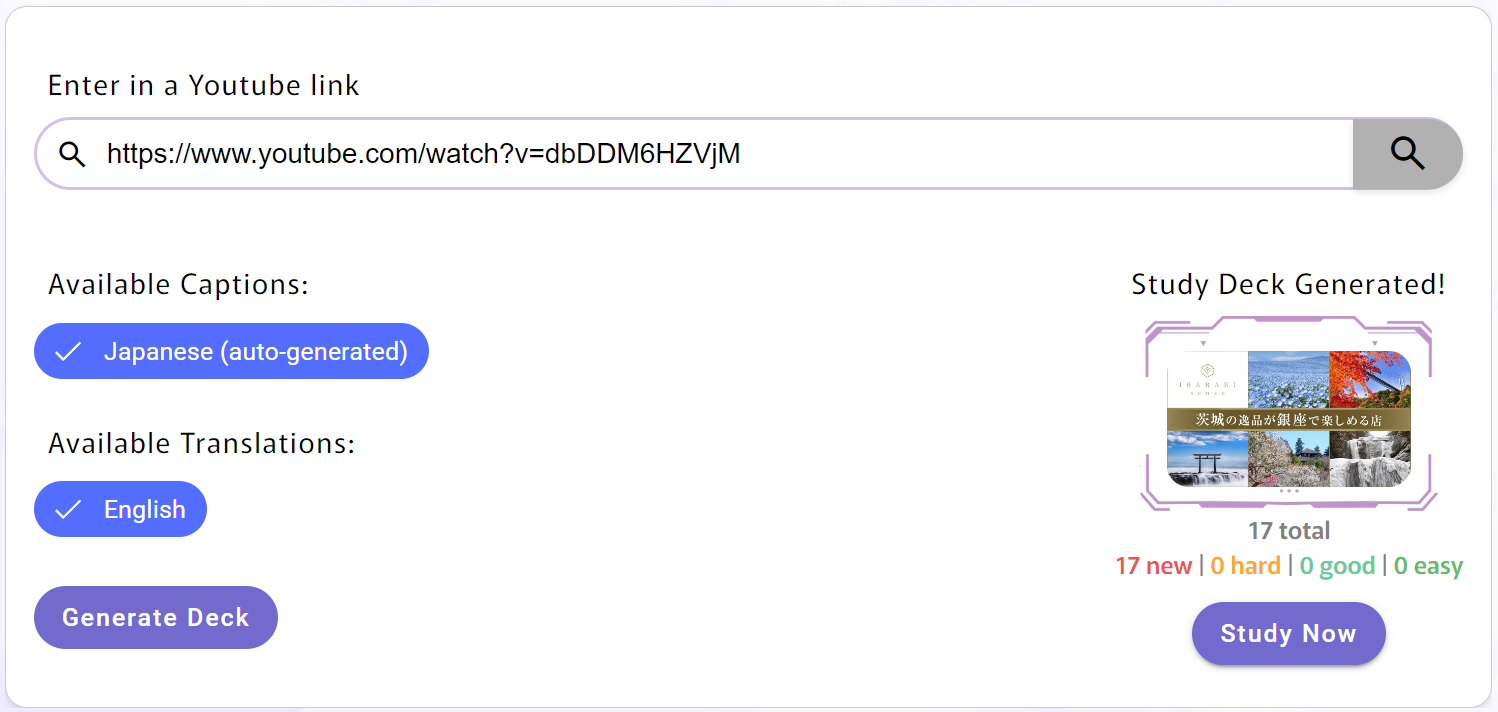 Enter in a Youtube link
https://www.youtube.com/watch?v=dbDDM6HZVjM
Available Captions:
Japanese (auto-generated)
Available Translations:
English
Generate Deck
Study Deck Generated!
IBARAKI
sense
茨城の逸品が銀座で楽しめる店
17 total
17 new | 0 hard | 0 good | 0 easy
Study Now